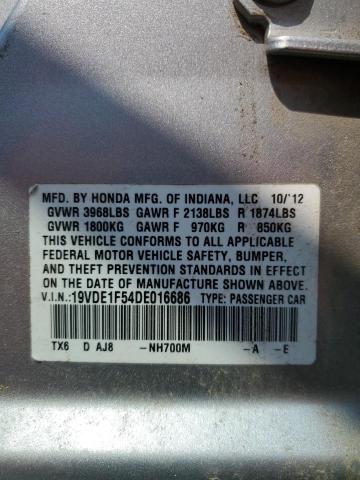 MFD. BY HONDA MFG. OF INDIANA, LLC 10/'12
GVWR 3968LBS GAWR F 2138LBS R 1874LBS
GVWR 1800KG GAWR F 970KG R 850KG
THIS VEHICLE CONFORMS TO ALL APPLICABLE
FEDERAL MOTOR VEHICLE SAFETY, BUMPER,
AND THEFT PREVENTION STANDARDS IN EFFECT
ON THE DATE OF MANUFACTURE SHOWN ABOVE.
V.I.N.: 19VDE1F54DE016686 TYPE: PASSENGER CAR
TX6 D AJ8 -NH700M -A -E